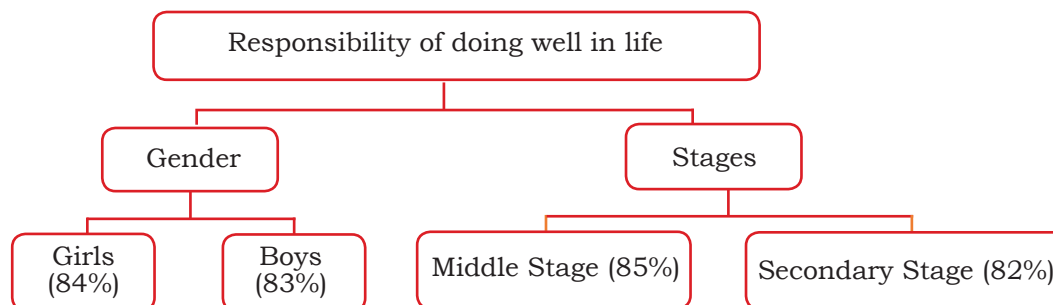 Responsibility of doing well in life
Gender
Stages
Girls
(84%)
Boys
(83%)
Middle Stage (85%)
Secondary Stage (82%)